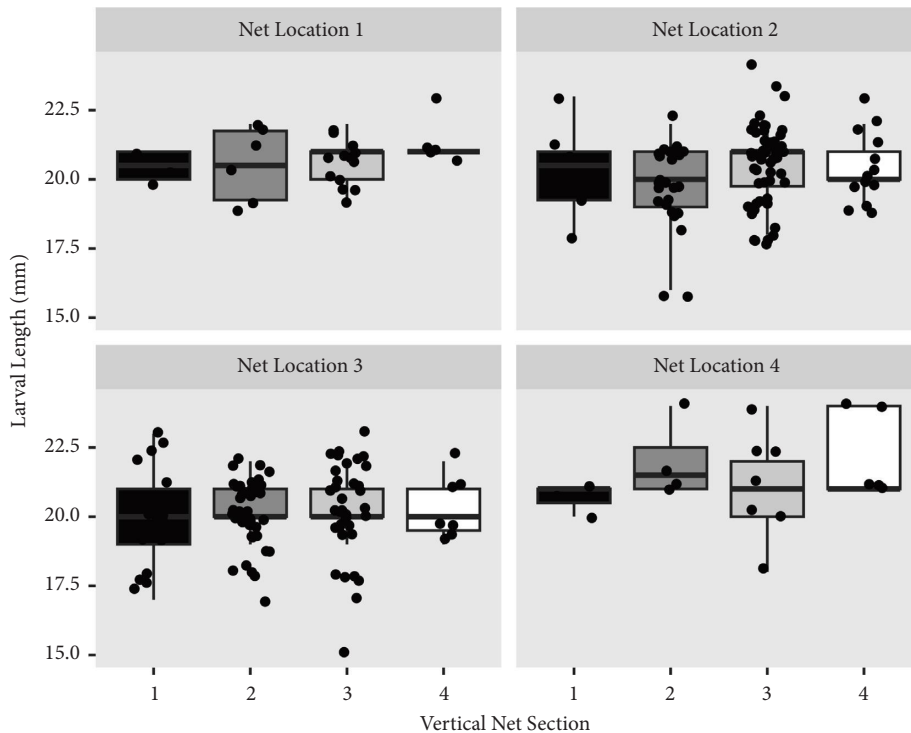 Net Location 1
Net Location 2
22.5
20.0
17.5
15.0
Larval Length (mm)
Net Location 3
Net Location 4
22.5
20.0
17.5
15.0
1 2 3 4 1 2 3 4
Vertical Net Section